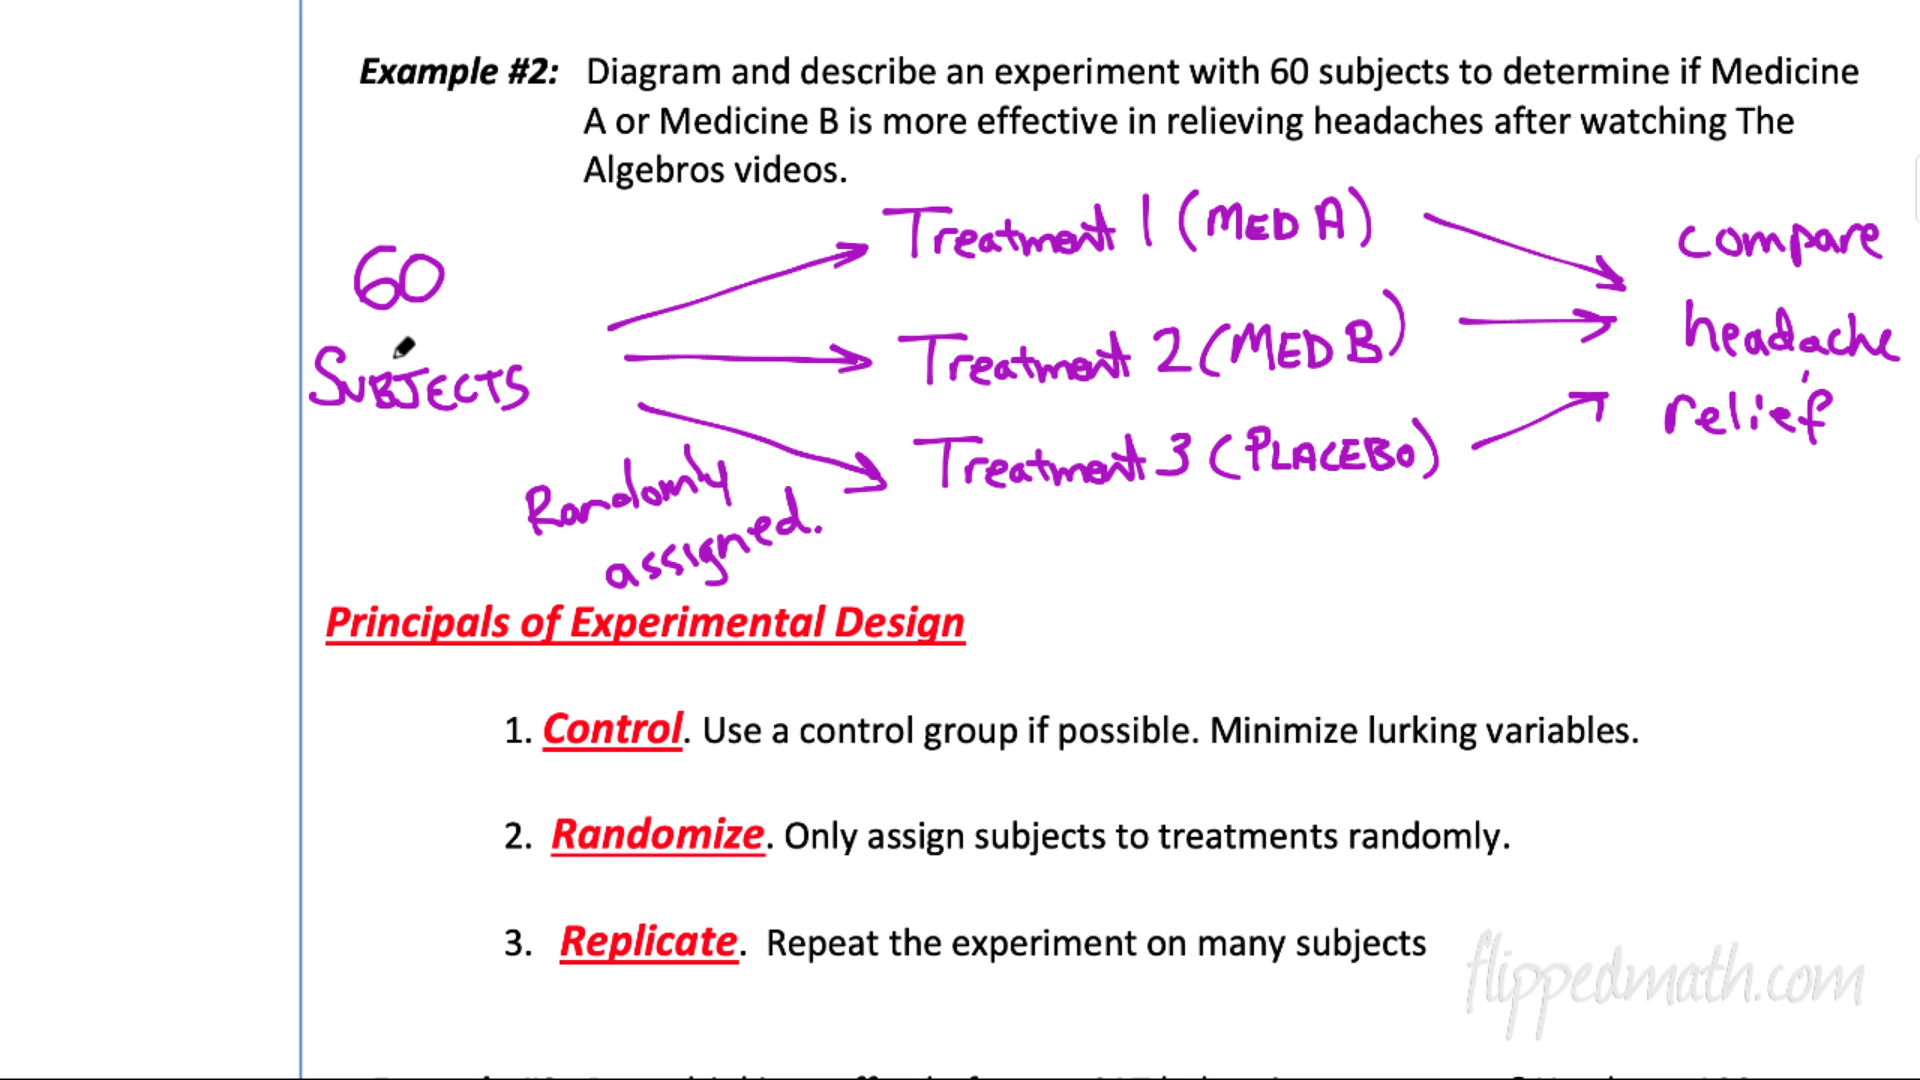 Example #2: Diagram and describe an experiment with 60 subjects to determine if Medicine
A or Medicine B is more effective in relieving headaches after watching The
Algebros videos.
60
SUBJECTS
Randomly
assigned.
Treatment 1 (MED A)
Treatment 2 (MED B)
Treatment 3 (PLACEBO)
compare
headache
relief
Principals of Experimental Design
1. Control. Use a control group if possible. Minimize lurking variables.
2. Randomize. Only assign subjects to treatments randomly.
3. Replicate. Repeat the experiment on many subjects
flippedmath.com